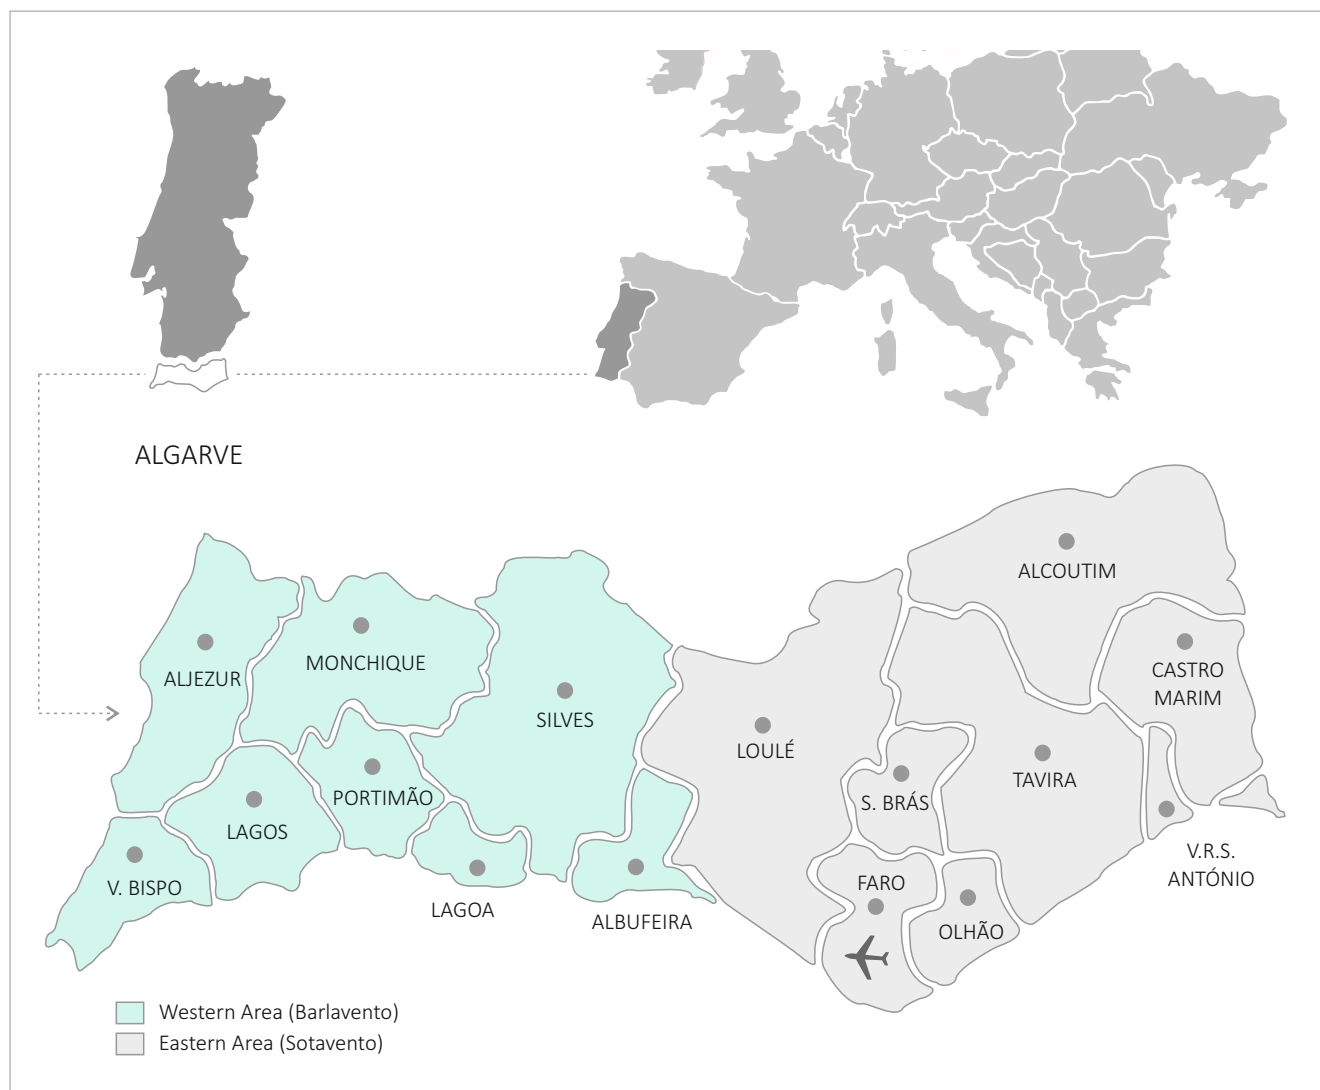 ALGARVE
ALCOUTIM
ALJEZUR
MONCHIQUE
SILVES
LOULÉ
CASTRO
MARIM
TAVIRA
PORTIMÃO
S. BRÁS
LAGOS
V.R.S.
ANTÓNIO
V. BISPO
FARO
LAGOA
ALBUFEIRA
OLHÃO
Western Area (Barlavento)
Eastern Area (Sotavento)